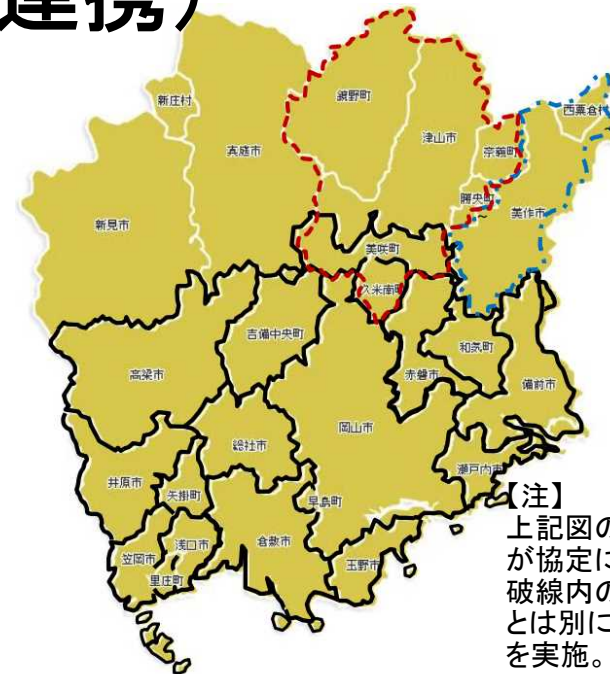 連携)
新庄村
真庭市
鏡野町
津山市
奈義町
西粟倉村
勝央町
美作市
新見市
美咲町
久米南町
吉備中央町
高梁市
赤磐市
和気町
備前市
岡山市
総社市
瀬戸内市
井原市
矢掛町
早島町
倉敷市
浅口市
笠岡市
里庄町
玉野市
【注】
上記図の
が協定に
破線内の
とは別に
を実施。